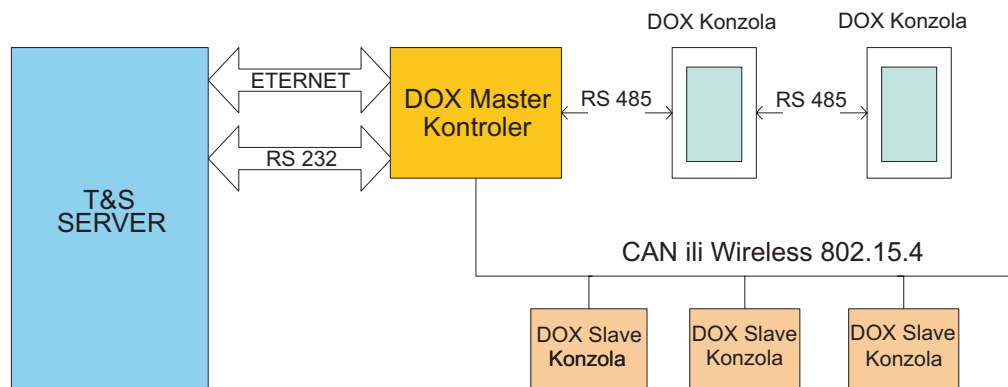 DOX Konzola
DOX Konzola
ETERNET
DOX Master
Kontroler
RS 485
RS 485
RS 232
T&S
SERVER
CAN ili Wireless 802.15.4
DOX Slave
Konzola
DOX Slave
Konzola
DOX Slave
Konzola